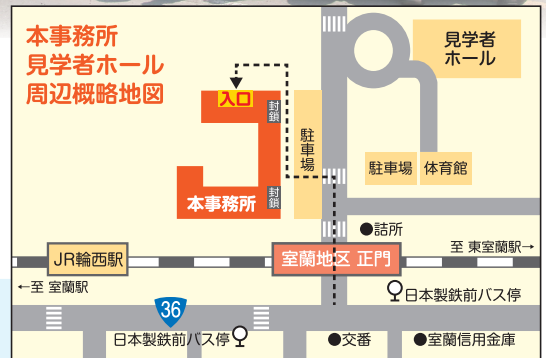 本事務所
見学者ホール
周辺概略地図
見学者
ホール
入口
封鎖
駐車場
駐車場
体育館
本事務所
封鎖
●詰所
至 東室蘭駅→
JR輪西駅
室蘭地区 正門
←至 室蘭駅
日本製鉄前バス停
36
日本製鉄前バス停
●交番
●室蘭信用金庫